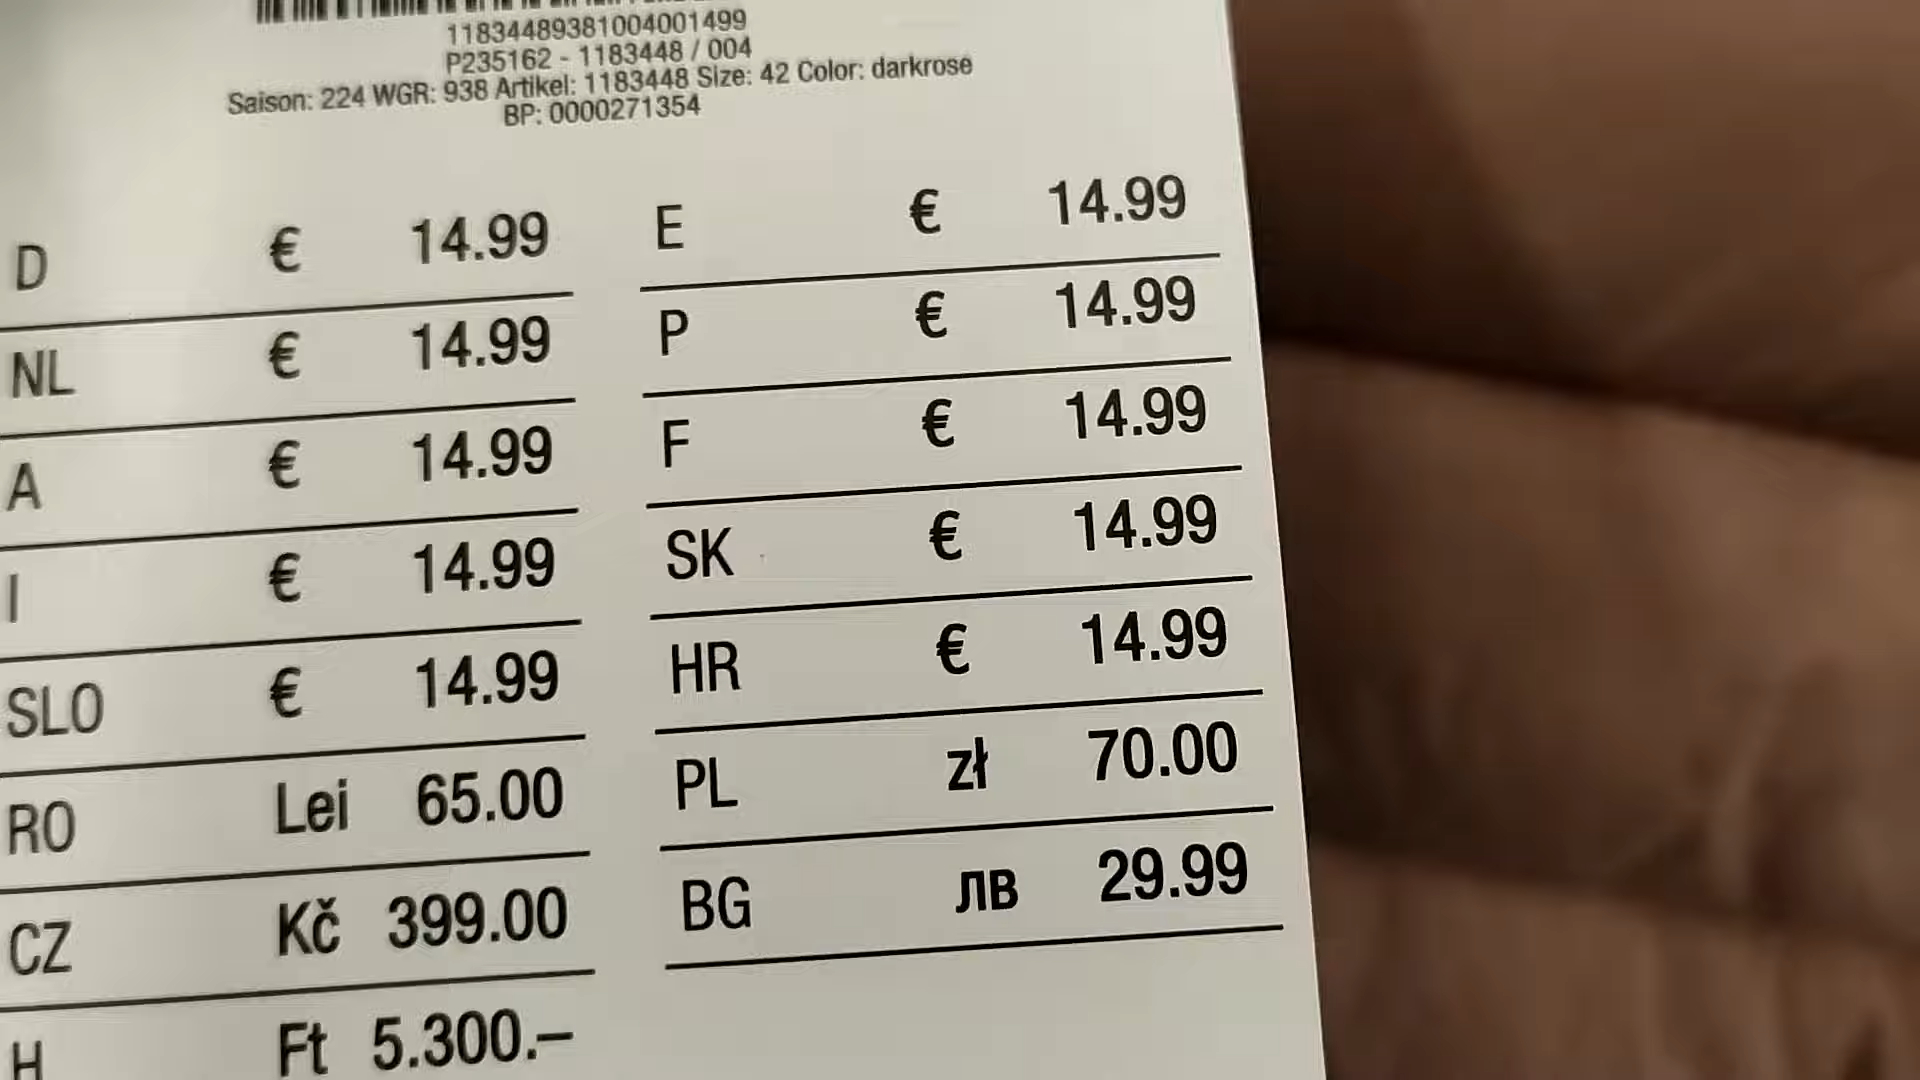 11834489381004001499
P235162 - 1183448 / 004
Saison: 224 WGR: 938 Artikel: 1183448 Size: 42 Color: darkrose
BP: 0000271354
D € 14.99
NL € 14.99
A € 14.99
I € 14.99
SLO € 14.99
RO Lei 65.00
CZ Kč 399.00
H Ft 5.300.–
E € 14.99
P € 14.99
F € 14.99
SK € 14.99
HR € 14.99
PL zł 70.00
BG лв 29.99